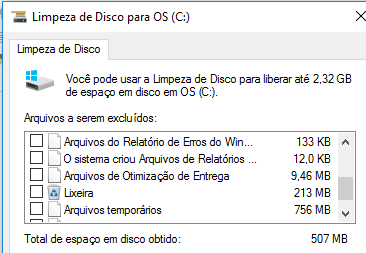 Limpeza de Disco para OS (C:)
Limpeza de Disco
Você pode usar a Limpeza de Disco para liberar até 2,32 GB
de espaço em disco em OS (C:).
Arquivos a serem excluídos:
Arquivos do Relatório de Erros do Win... 133 KB
O sistema criou Arquivos de Relatórios ... 12,0 KB
Arquivos de Otimização de Entrega 9,46 MB
Lixeira 213 MB
Arquivos temporários 756 MB
Total de espaço em disco obtido: 507 MB